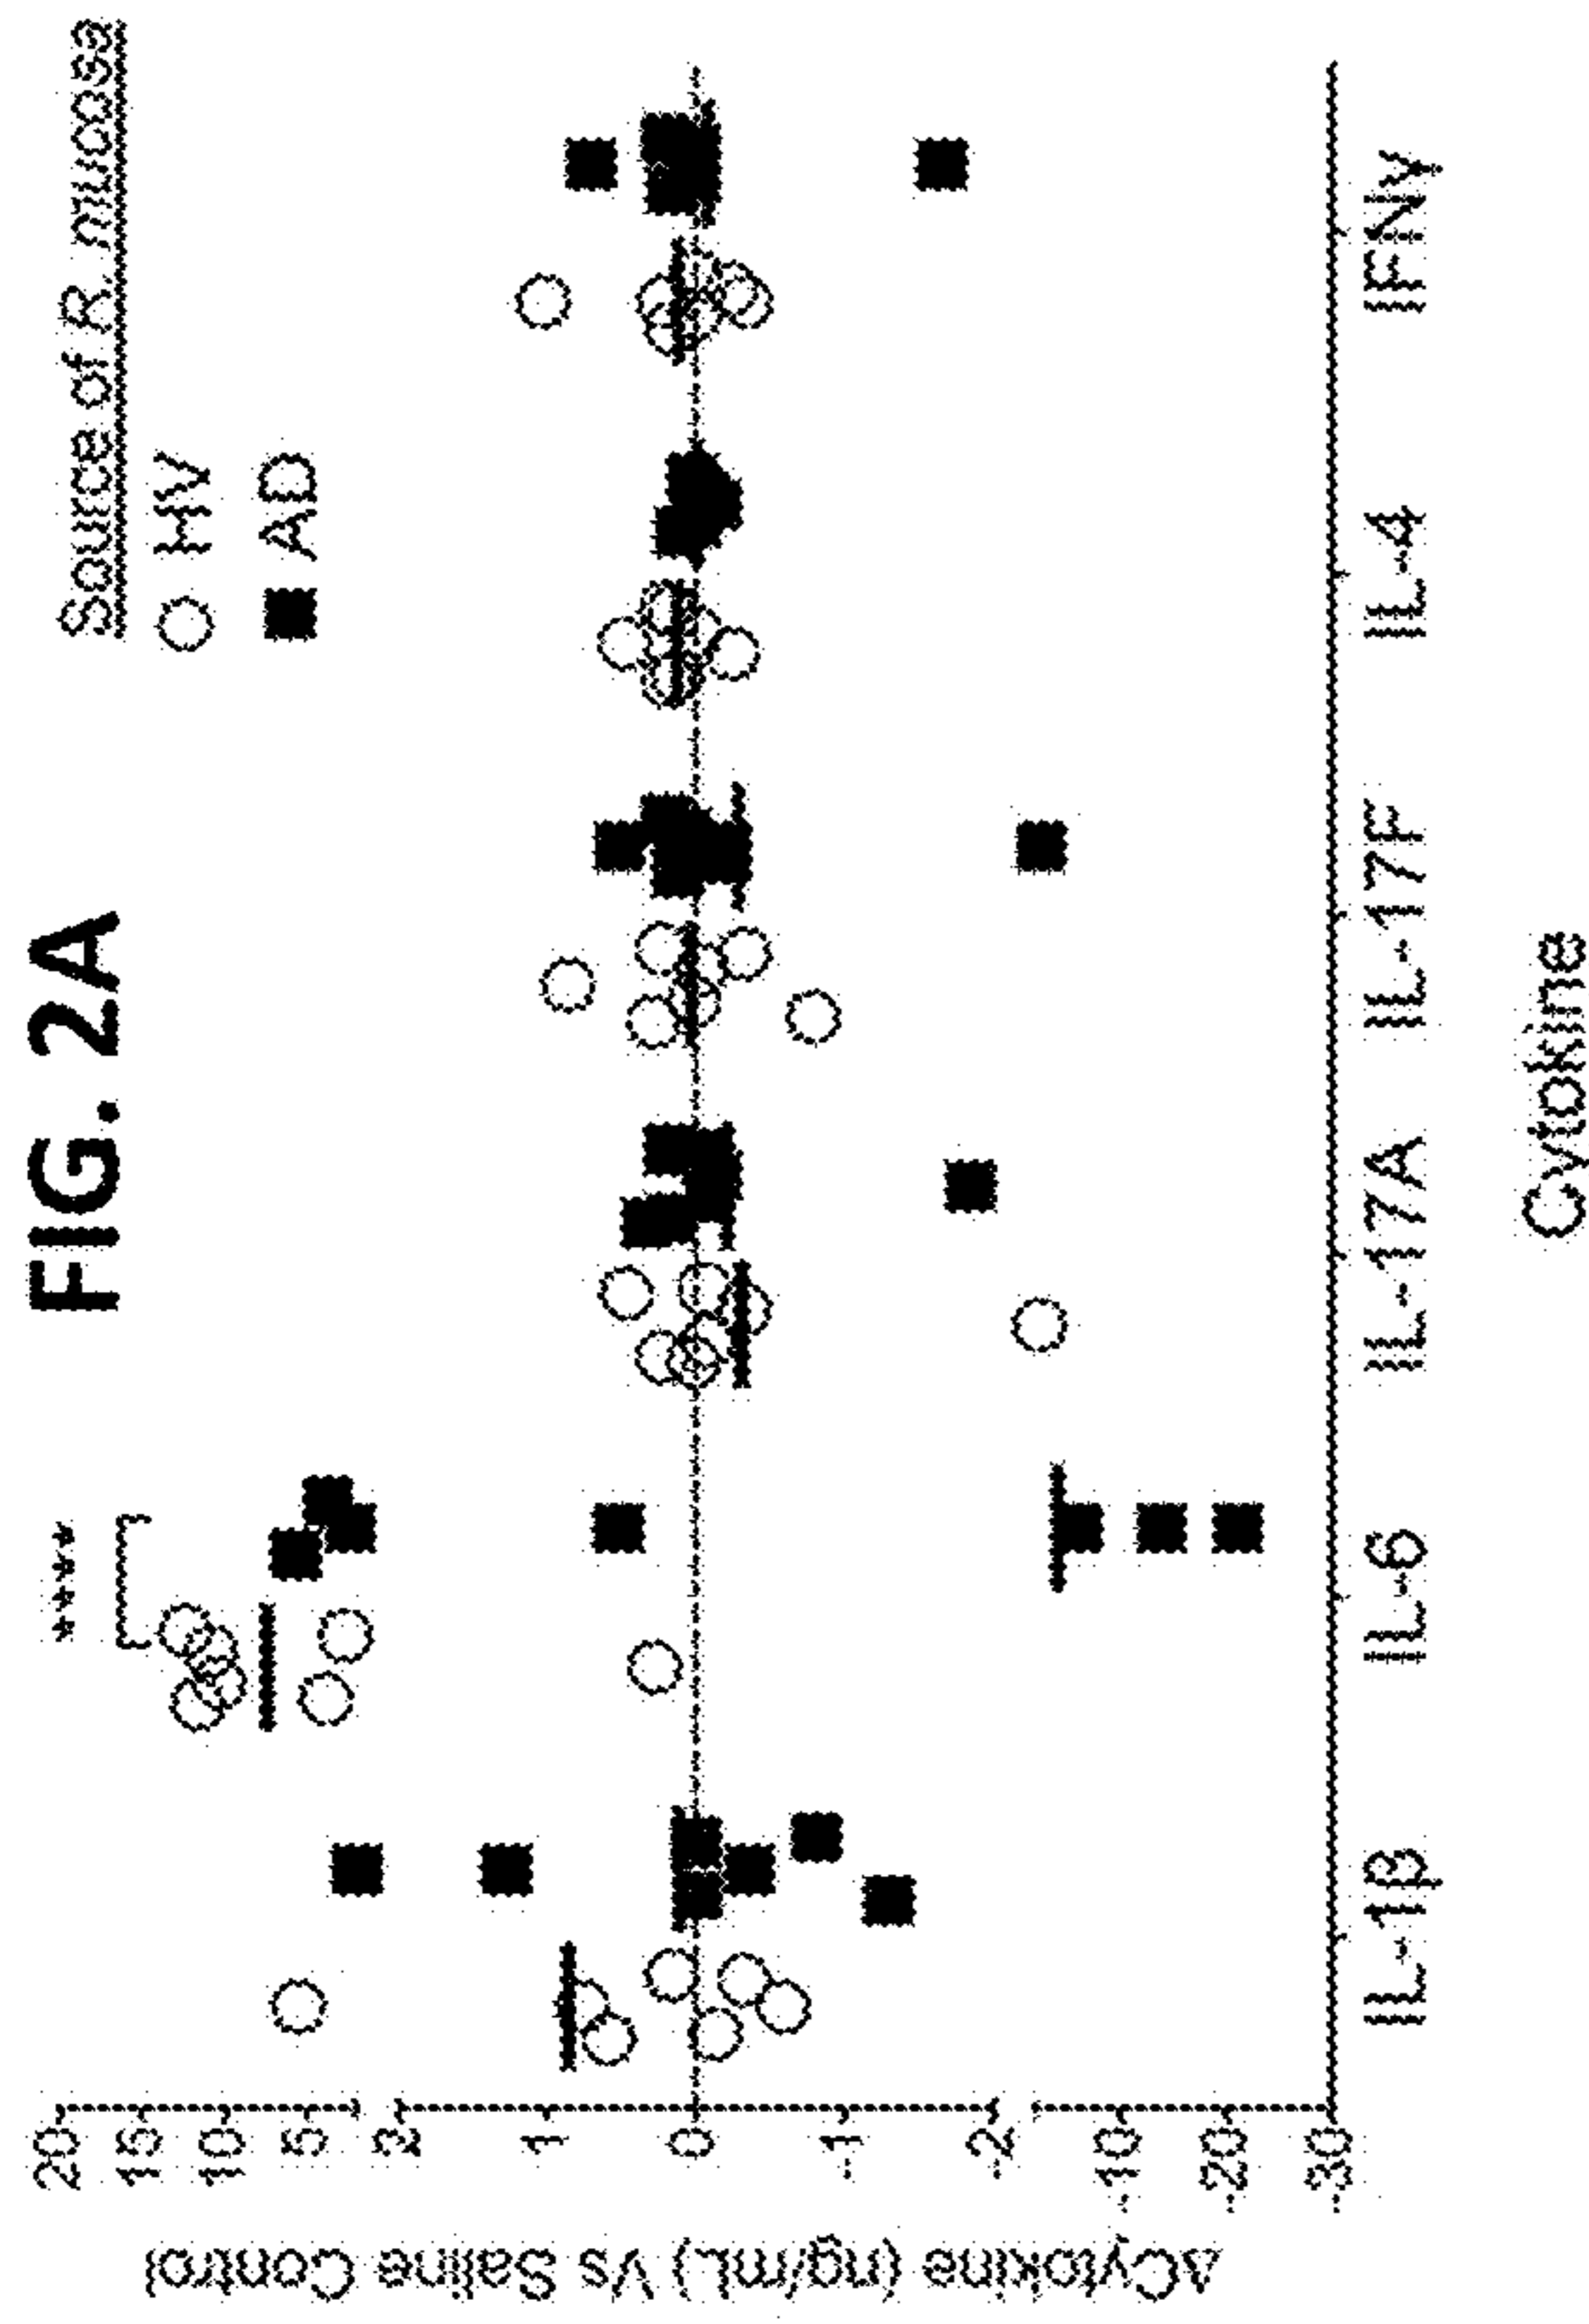 FIG. 2A
Source of R. mucosa
HV
AD
****
20
15
10
5
2
1
0
-1
-2
-10
-20
-30
ΔCytokine (ng/mL) Vs Saline Control
IL-1β
IL-6
IL-17A
IL-17F
IL-4
IFNγ
Cytokine